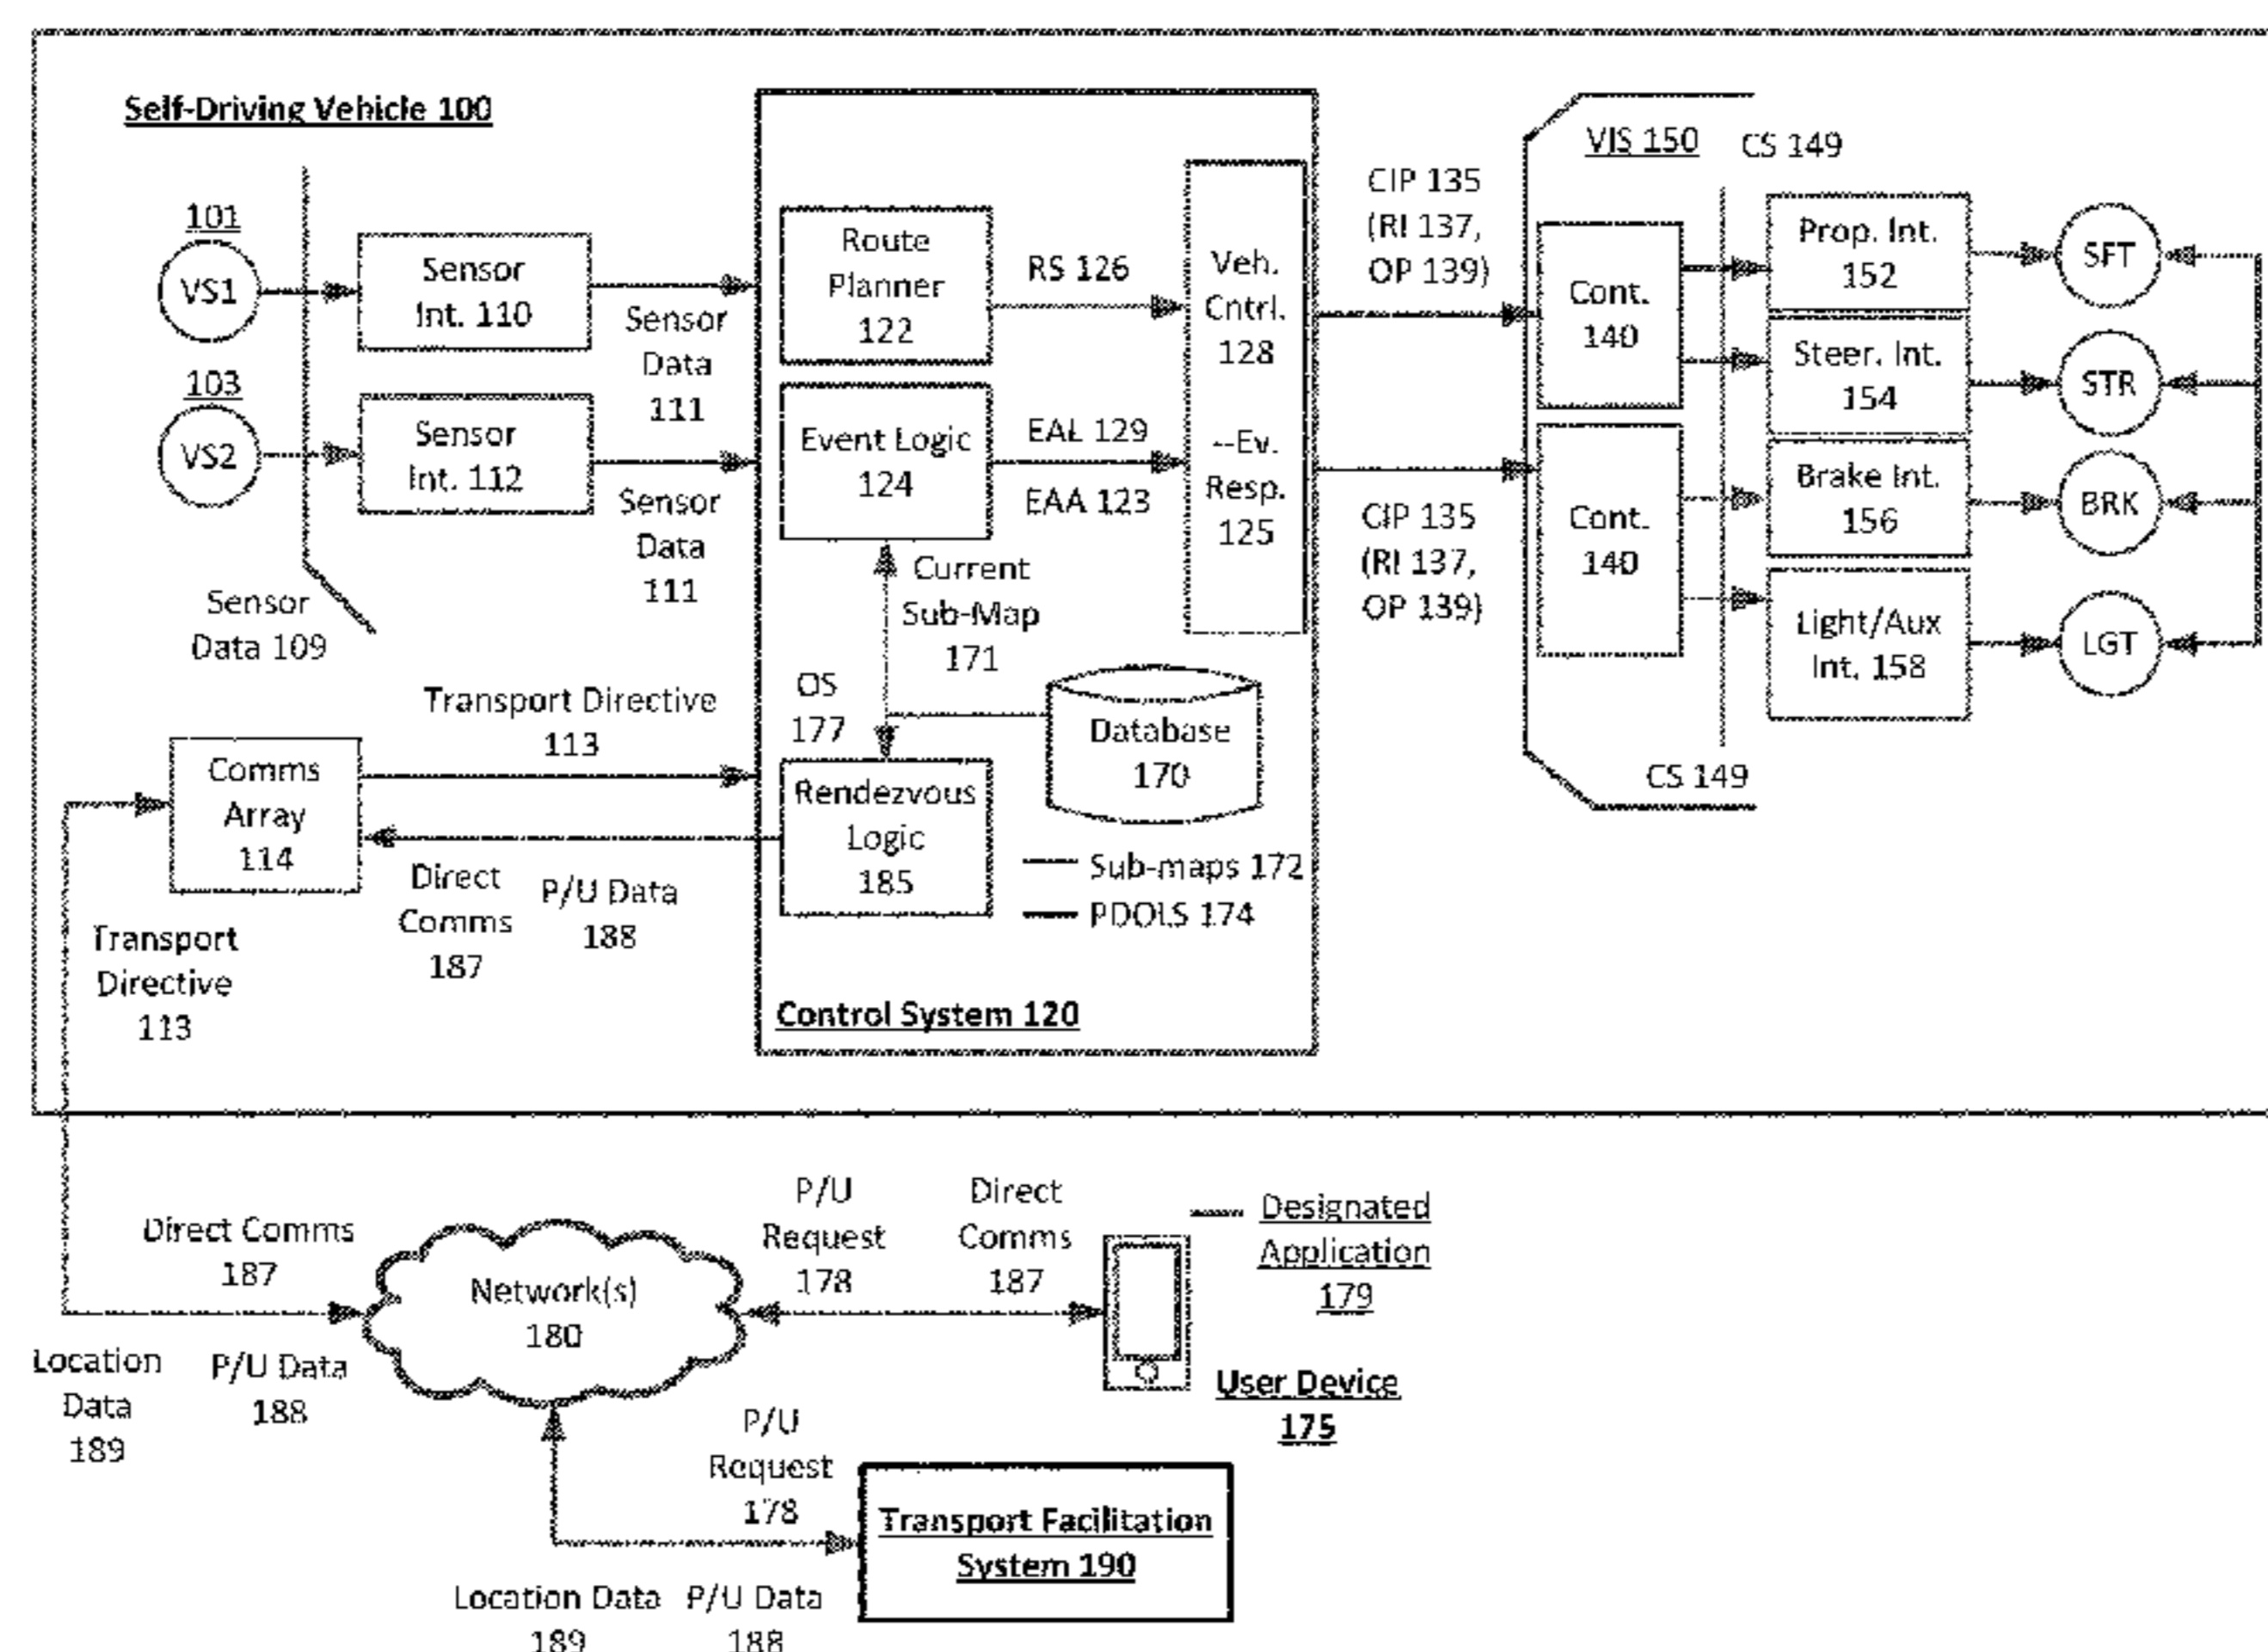 Self-Driving Vehicle 100
101
VS1
Sensor
Int. 110
Sensor
Data
111
103
VS2
Sensor
Int. 112
Sensor
Data
111
Sensor
Data 109
Transport Directive
113
Comms
Array
114
Direct
Comms
187
P/U Data
188
Transport
Directive
113
Route
Planner
122
RS 126
Event Logic
124
EAL 129
EAA 123
Veh.
Cntrl.
128
--Ev.
Resp.
125
Current
Sub-Map
171
OS
177
Database
170
Rendezvous
Logic
185
Sub-maps 172
PDOLS 174
Control System 120
CIP 135
(RI 137,
OP 139)
CIP 135
(RI 137,
OP 139)
VIS 150
CS 149
Cont.
140
Cont.
140
Prop. Int.
152
Steer. Int.
154
Brake Int.
156
Light/Aux
Int. 158
SFT
STR
BRK
LGT
CS 149
Direct Comms
187
Location
Data
189
P/U Data
188
Network(s)
180
P/U
Request
178
Direct
Comms
187
Designated
Application
179
User Device
175
P/U
Request
178
Transport Facilitation
System 190
Location Data
189
P/U Data
188